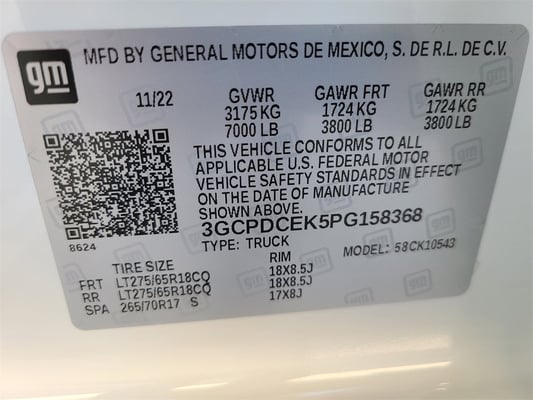 gm
MFD BY GENERAL MOTORS DE MEXICO, S. DE R.L. DE C.V.
11/22 GVWR GAWR FRT GAWR RR
3175 KG 1724 KG 1724 KG
7000 LB 3800 LB 3800 LB
THIS VEHICLE CONFORMS TO ALL
APPLICABLE U.S. FEDERAL MOTOR
VEHICLE SAFETY STANDARDS IN EFFECT
ON THE DATE OF MANUFACTURE
SHOWN ABOVE.
8624
3GCPDCEK5PG158368
TYPE: TRUCK
MODEL: 58CK10543
TIRE SIZE RIM
FRT LT275/65R18CQ 18X8.5J
RR LT275/65R18CQ 18X8.5J
SPA 265/70R17 S 17X8J